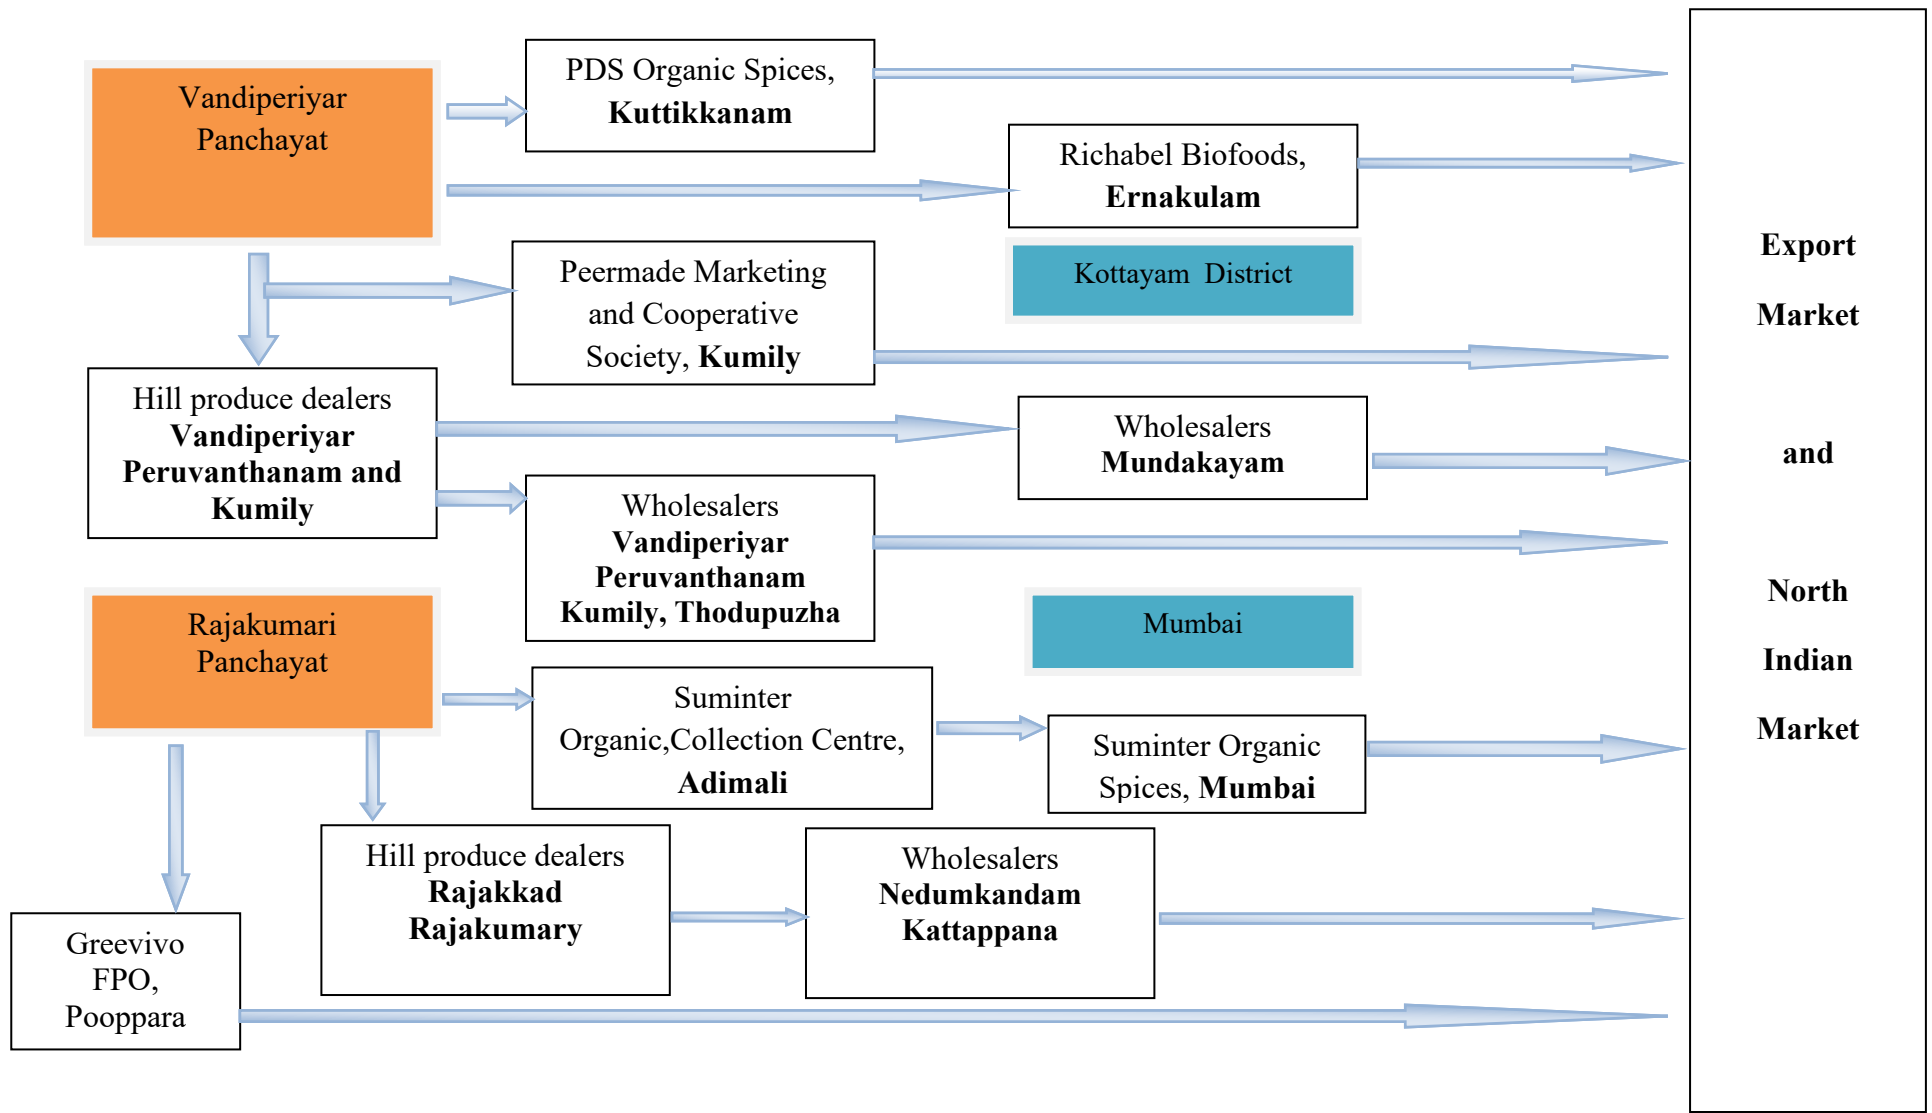 Vandiperiyar
Panchayat
PDS Organic Spices,
Kuttikkanam
Richabel Biofoods,
Ernakulam
Peermade Marketing
and Cooperative
Society, Kumily
Kottayam  District
Hill produce dealers
Vandiperiyar
Peruvanthanam and
Kumily
Wholesalers
Mundakayam
Wholesalers
Vandiperiyar
Peruvanthanam
Kumily, Thodupuzha
Rajakumari
Panchayat
Mumbai
Suminter
Organic,Collection Centre,
Adimali
Suminter Organic
Spices, Mumbai
Hill produce dealers
Rajakkad
Rajakumary
Wholesalers
Nedumkandam
Kattappana
Greevivo
FPO,
Pooppara
Export
Market
and
North
Indian
Market